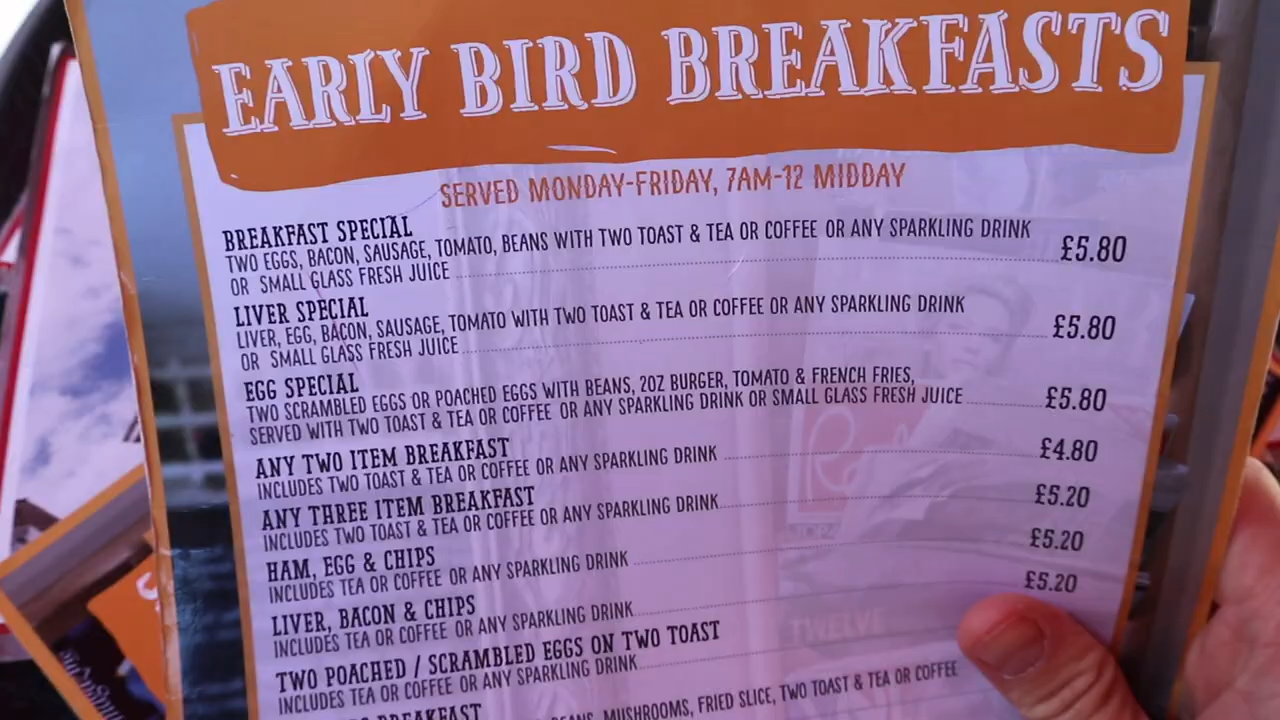 EARLY BIRD BREAKFASTS
SERVED MONDAY-FRIDAY, 7AM-12 MIDDAY
BREAKFAST SPECIAL
TWO EGGS, BACON, SAUSAGE, TOMATO, BEANS WITH TWO TOAST & TEA OR COFFEE OR ANY SPARKLING DRINK
OR SMALL GLASS FRESH JUICE £5.80
LIVER SPECIAL
LIVER, EGG, BACON, SAUSAGE, TOMATO WITH TWO TOAST & TEA OR COFFEE OR ANY SPARKLING DRINK
OR SMALL GLASS FRESH JUICE £5.80
EGG SPECIAL
TWO SCRAMBLED EGGS OR POACHED EGGS WITH BEANS, 2OZ BURGER, TOMATO & FRENCH FRIES,
SERVED WITH TWO TOAST & TEA OR COFFEE OR ANY SPARKLING DRINK OR SMALL GLASS FRESH JUICE £5.80
ANY TWO ITEM BREAKFAST
INCLUDES TWO TOAST & TEA OR COFFEE OR ANY SPARKLING DRINK £4.80
ANY THREE ITEM BREAKFAST
INCLUDES TWO TOAST & TEA OR COFFEE OR ANY SPARKLING DRINK £5.20
HAM, EGG & CHIPS
INCLUDES TEA OR COFFEE OR ANY SPARKLING DRINK £5.20
LIVER, BACON & CHIPS
INCLUDES TEA OR COFFEE OR ANY SPARKLING DRINK £5.20
TWO POACHED / SCRAMBLED EGGS ON TWO TOAST
INCLUDES TEA OR COFFEE OR ANY SPARKLING DRINK
BREAKFAST
MUSHROOMS, FRIED SLICE, TWO TOAST & TEA OR COFFEE
TWELVE